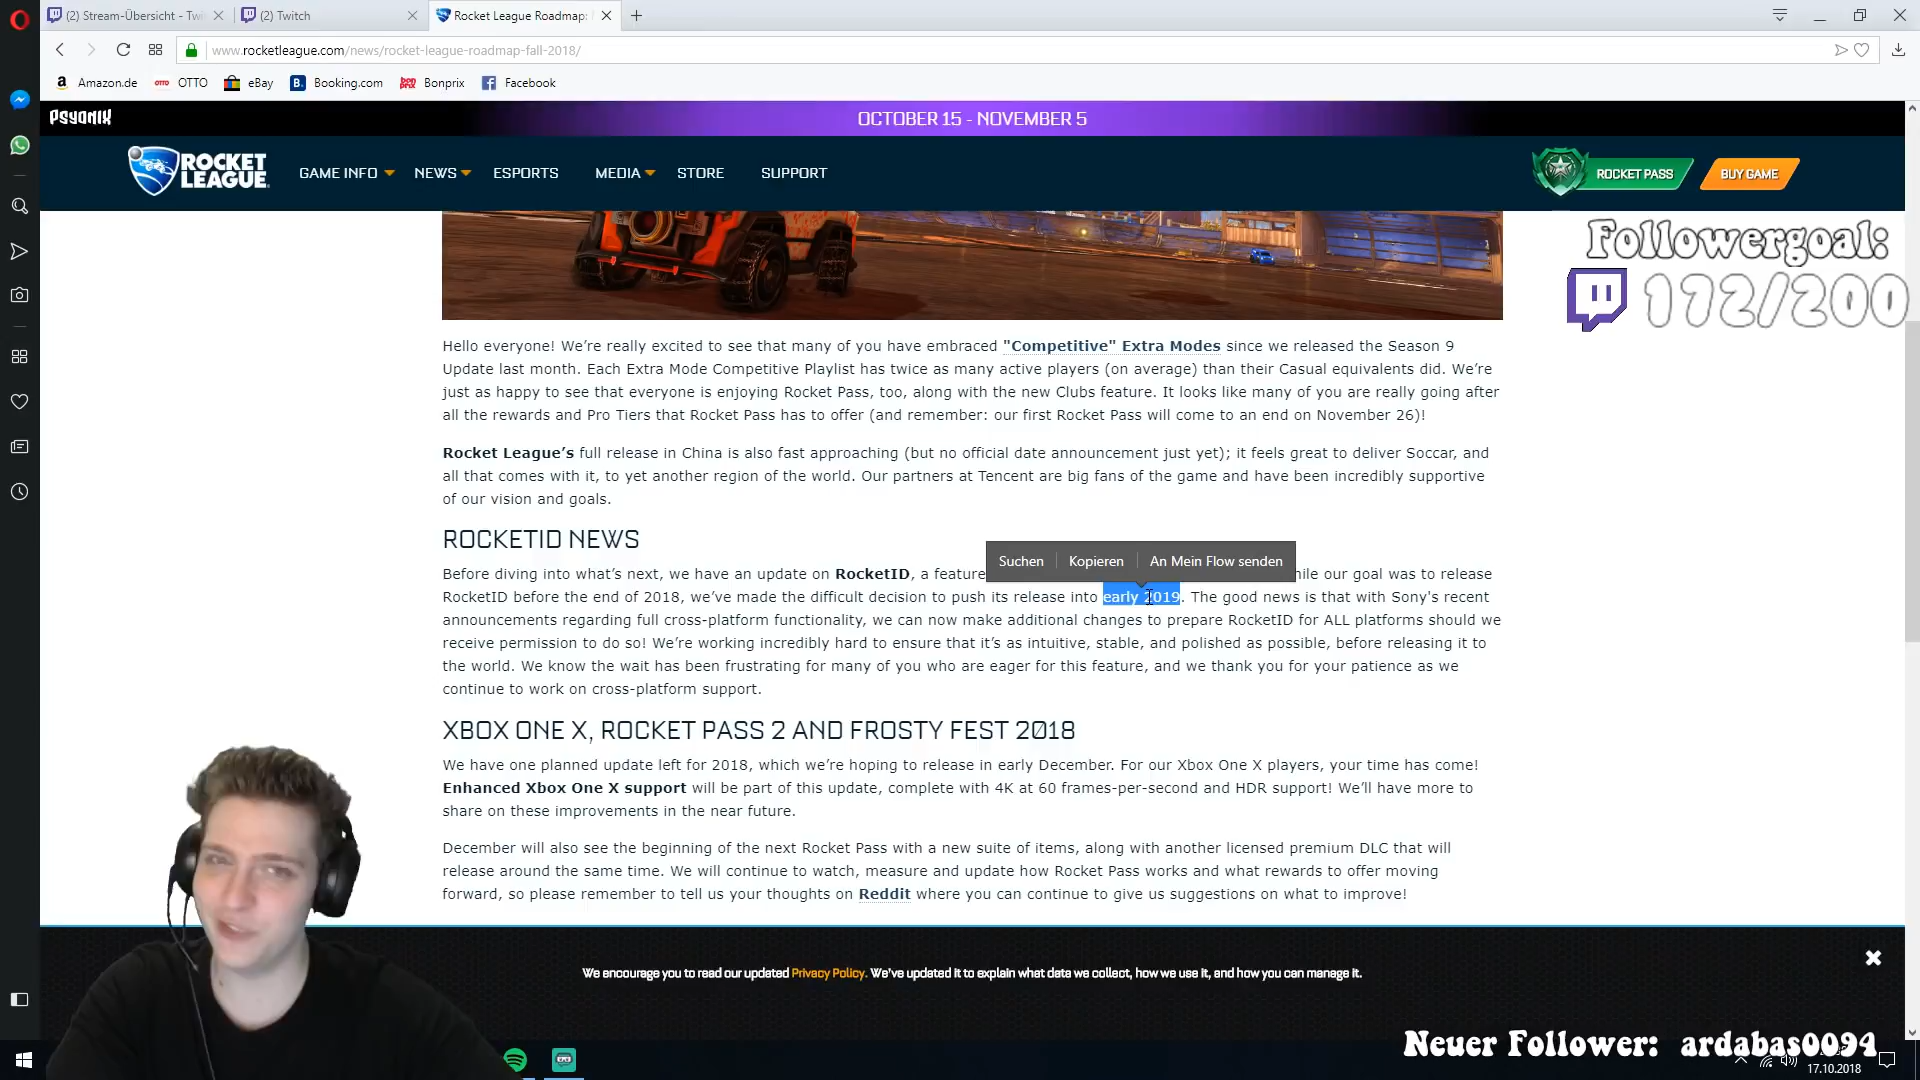 (2) Stream-Übersicht - Twi
(2) Twitch
Rocket League Roadmap:
www.rocketleague.com/news/rocket-league-roadmap-fall-2018/
Amazon.de
OTTO OTTO
eBay
B. Booking.com
bon prix Bonprix
Facebook
PSYONIX
OCTOBER 15 - NOVEMBER 5
ROCKET LEAGUE
GAME INFO
NEWS
ESPORTS
MEDIA
STORE
SUPPORT
ROCKET PASS
BUY GAME
Followergoal:
172/200
Hello everyone! We're really excited to see that many of you have embraced "Competitive" Extra Modes since we released the Season 9
Update last month. Each Extra Mode Competitive Playlist has twice as many active players (on average) than their Casual equivalents did. We're
just as happy to see that everyone is enjoying Rocket Pass, too, along with the new Clubs feature. It looks like many of you are really going after
all the rewards and Pro Tiers that Rocket Pass has to offer (and remember: our first Rocket Pass will come to an end on November 26)!
Rocket League's full release in China is also fast approaching (but no official date announcement just yet); it feels great to deliver Soccar, and
all that comes with it, to yet another region of the world. Our partners at Tencent are big fans of the game and have been incredibly supportive
of our vision and goals.
ROCKETID NEWS
Suchen Kopieren An Mein Flow senden
Before diving into what's next, we have an update on RocketID, a feature hile our goal was to release
RocketID before the end of 2018, we've made the difficult decision to push its release into early 2019. The good news is that with Sony's recent
announcements regarding full cross-platform functionality, we can now make additional changes to prepare RocketID for ALL platforms should we
receive permission to do so! We're working incredibly hard to ensure that it's as intuitive, stable, and polished as possible, before releasing it to
the world. We know the wait has been frustrating for many of you who are eager for this feature, and we thank you for your patience as we
continue to work on cross-platform support.
XBOX ONE X, ROCKET PASS 2 AND FROSTY FEST 2018
We have one planned update left for 2018, which we're hoping to release in early December. For our Xbox One X players, your time has come!
Enhanced Xbox One X support will be part of this update, complete with 4K at 60 frames-per-second and HDR support! We'll have more to
share on these improvements in the near future.
December will also see the beginning of the next Rocket Pass with a new suite of items, along with another licensed premium DLC that will
release around the same time. We will continue to watch, measure and update how Rocket Pass works and what rewards to offer moving
forward, so please remember to tell us your thoughts on Reddit where you can continue to give us suggestions on what to improve!
We encourage you to read our updated Privacy Policy. We've updated it to explain what data we collect, how we use it, and how you can manage it.
Neuer Follower: ardabas0094
17.10.2018